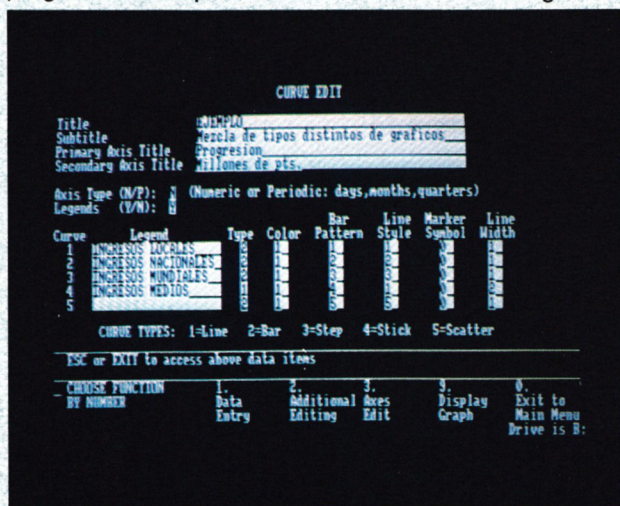 CURVE EDIT
Title EJEMPLO
Subtitle Mezcla de tipos distintos de graficos
Primary Axis Title Progresion
Secondary Axis Title Millones de pts.
Axis Type (N/P): (Numeric or Periodic: days,months,quarters)
Legends (Y/N): Y
Bar Line Marker Line
Curve Legend Type Color Pattern Style Symbol Width
1 INGRESOS LOCALES
2 INGRESOS NACIONALES
3 INGRESOS MUNDIALES
4 INGRESOS MEDIOS
5
CURVE TYPES: 1=Line 2=Bar 3=Step 4=Stick 5=Scatter
ESC or EXIT to access above data items
CHOOSE FUNCTION 1. 2. 3. 9. 0.
BY NUMBER Data Additional Axes Display Exit to
Entry Editing Edit Graph Main Menu
Drive is B: